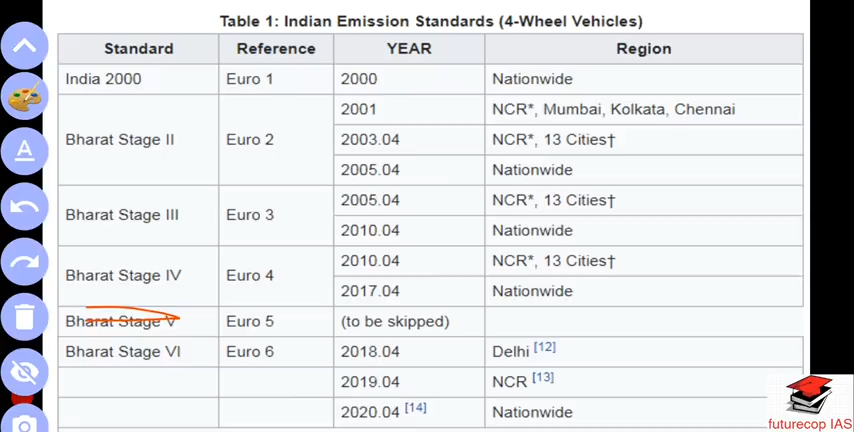 Table 1: Indian Emission Standards (4-Wheel Vehicles)
Standard Reference YEAR Region
India 2000 Euro 1 2000 Nationwide
Bharat Stage II Euro 2 2001 NCR*, Mumbai, Kolkata, Chennai
2003.04 NCR*, 13 Cities†
2005.04 Nationwide
Bharat Stage III Euro 3 2005.04 NCR*, 13 Cities†
2010.04 Nationwide
Bharat Stage IV Euro 4 2010.04 NCR*, 13 Cities†
2017.04 Nationwide
Bharat Stage V Euro 5 (to be skipped)
Bharat Stage VI Euro 6 2018.04 Delhi [12]
2019.04 NCR [13]
2020.04 [14] Nationwide
A
futurecop IAS